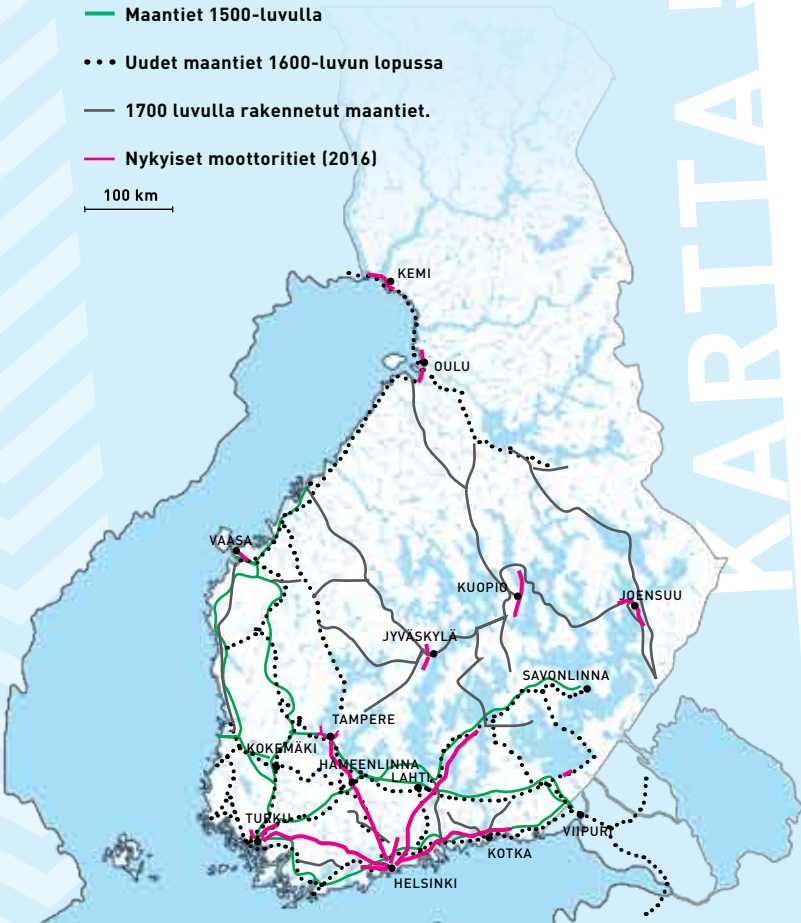 Maantiet 1500-luvulla
Uudet maantiet 1600-luvun lopussa
1700 luvulla rakennetut maantiet.
Nykyiset moottoritiet (2016)
100 km
KARTTA
KEMI
OULU
VAASA
KUOPIO
JOENSUU
JYVÄSKYLÄ
SAVONLINNA
TAMPERE
KOKEMÄKI
HÄMEENLINNA
LAHTI
TURKU
VIIPURI
KOTKA
HELSINKI